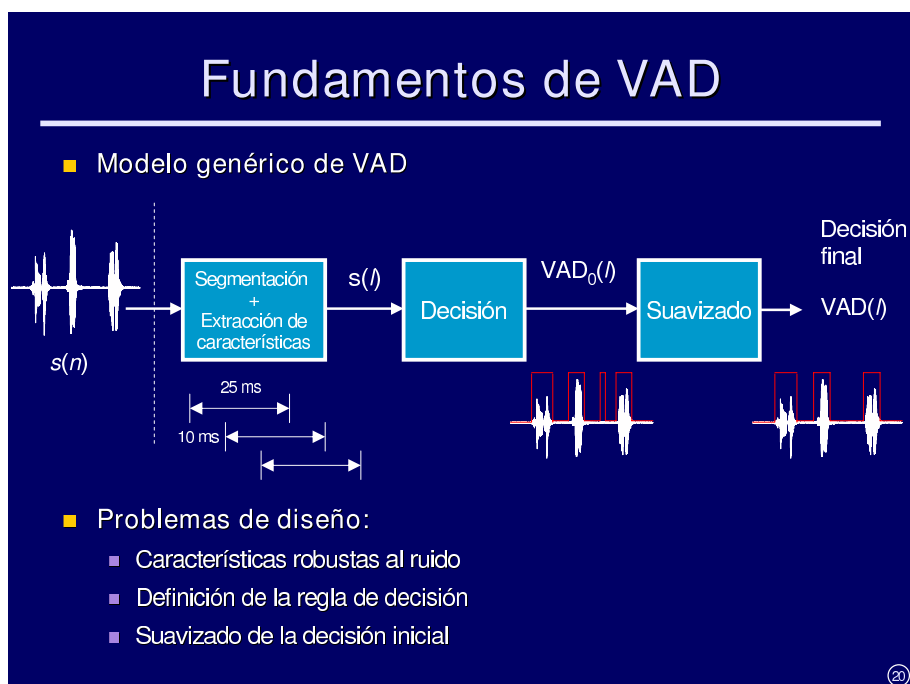 Fundamentos de VAD
Modelo genérico de VAD
s(n)
Segmentación
+
Extracción de
características
s(l)
Decisión
VAD₀(l)
Suavizado
Decisión
final
VAD(l)
25 ms
10 ms
Problemas de diseño:
Características robustas al ruido
Definición de la regla de decisión
Suavizado de la decisión inicial
20